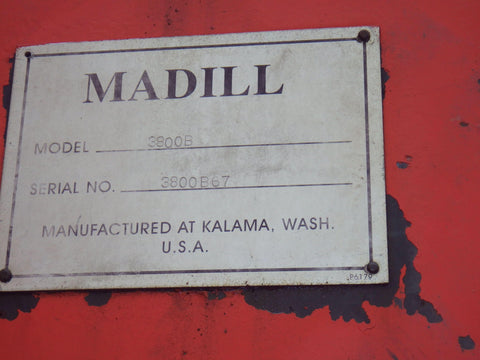 MADILL
MODEL 3800B
SERIAL NO. 3800B67
MANUFACTURED AT KALAMA, WASH.
U.S.A.